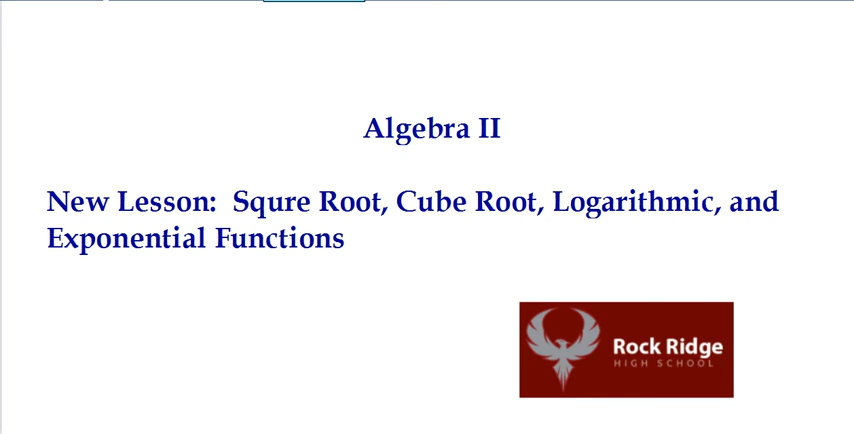 Algebra II
New Lesson:  Squre Root, Cube Root, Logarithmic, and
Exponential Functions
Rock Ridge
HIGH SCHOOL